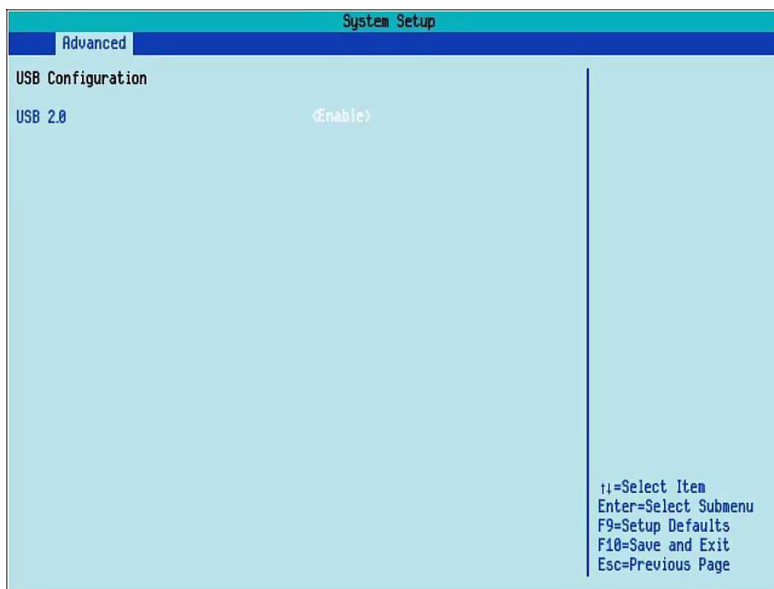 System Setup
Advanced
USB Configuration
USB 2.0 <Enable>
↑↓=Select Item
Enter=Select Submenu
F9=Setup Defaults
F10=Save and Exit
Esc=Previous Page